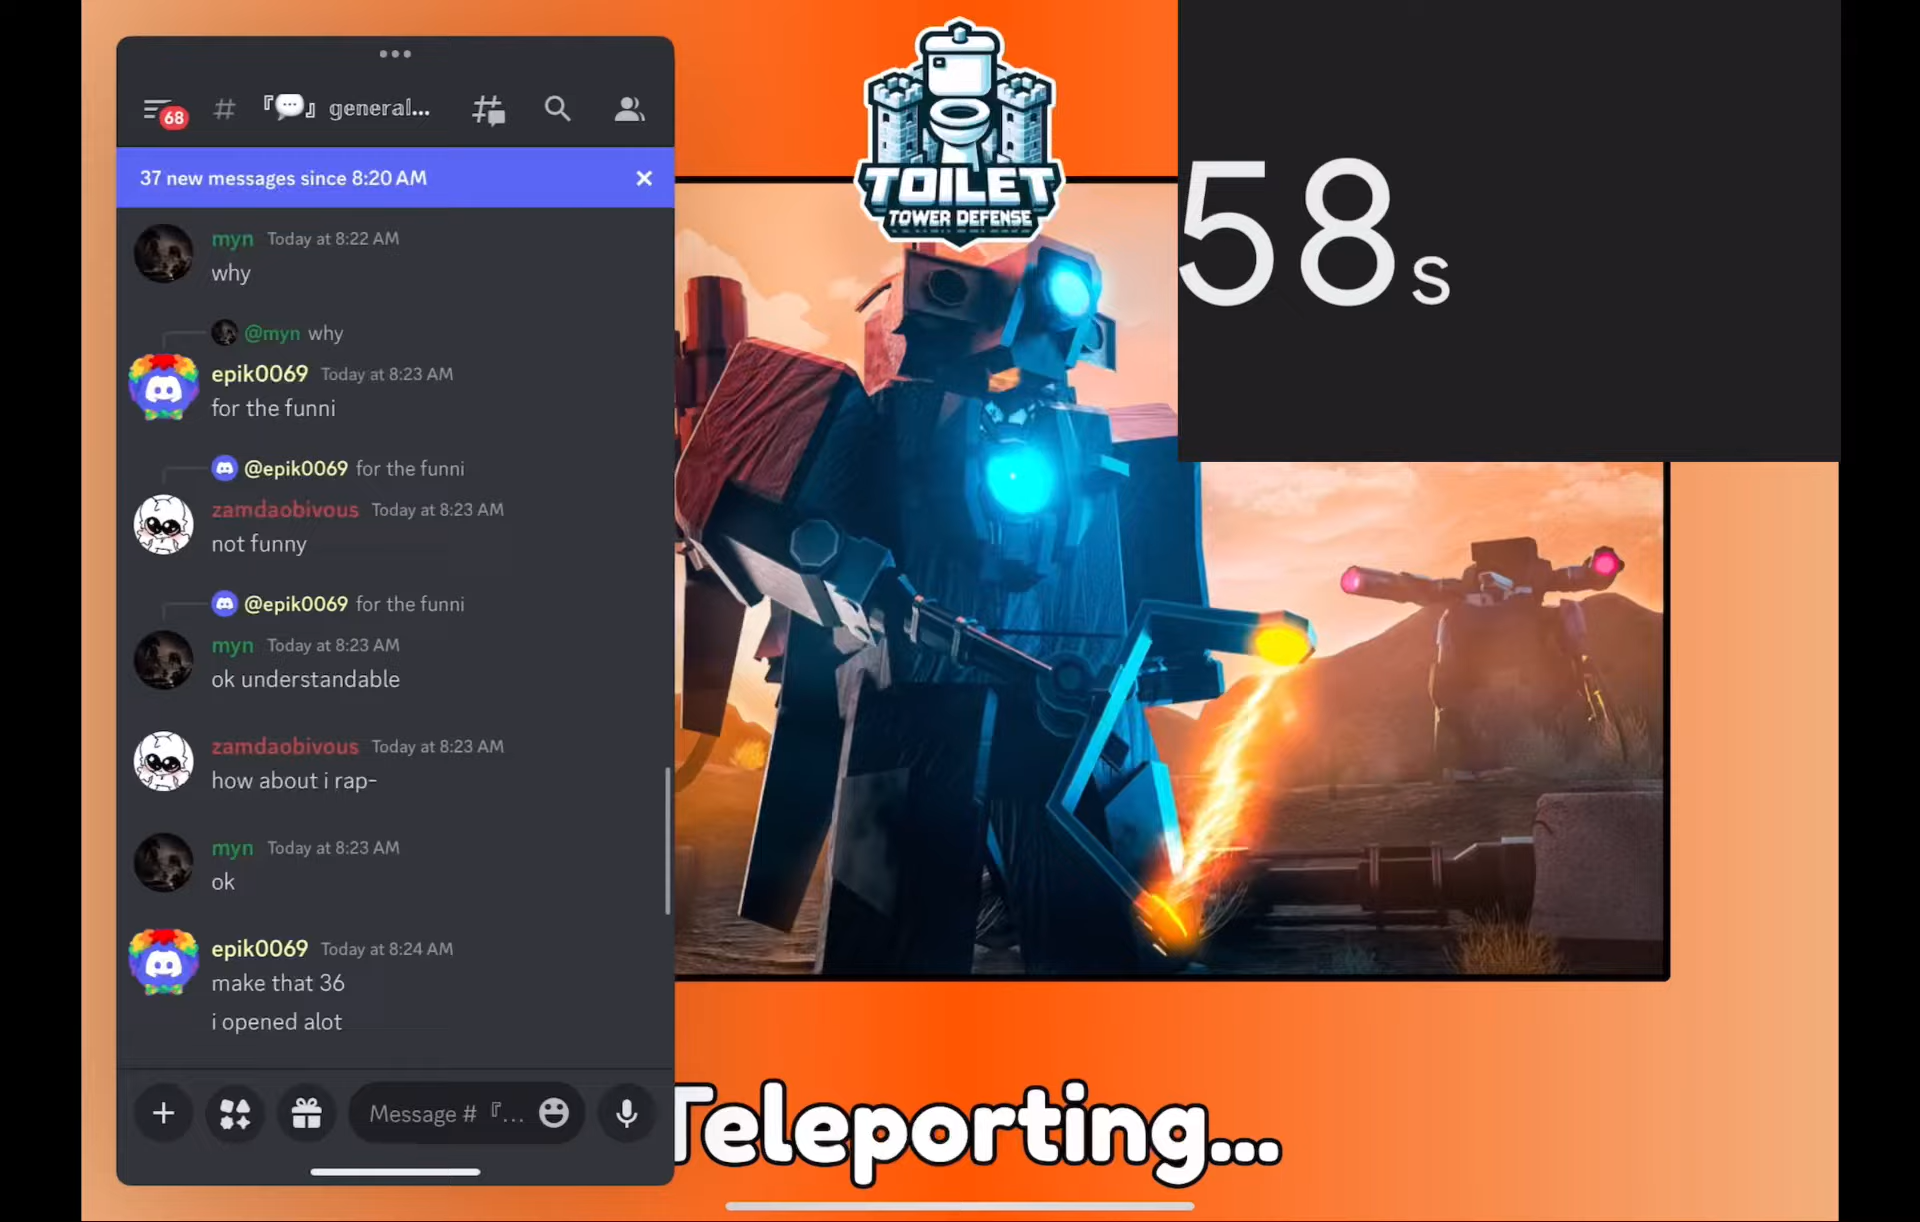 68
# 『💬』 general...
37 new messages since 8:20 AM
myn Today at 8:22 AM
why
@myn why
epik0069 Today at 8:23 AM
for the funni
@epik0069 for the funni
zamdaobivous Today at 8:23 AM
not funny
@epik0069 for the funni
myn Today at 8:23 AM
ok understandable
zamdaobivous Today at 8:23 AM
how about i rap-
myn Today at 8:23 AM
ok
epik0069 Today at 8:24 AM
make that 36
i opened alot
Message # 『...
TOILET
TOWER DEFENSE
58s
Teleporting...